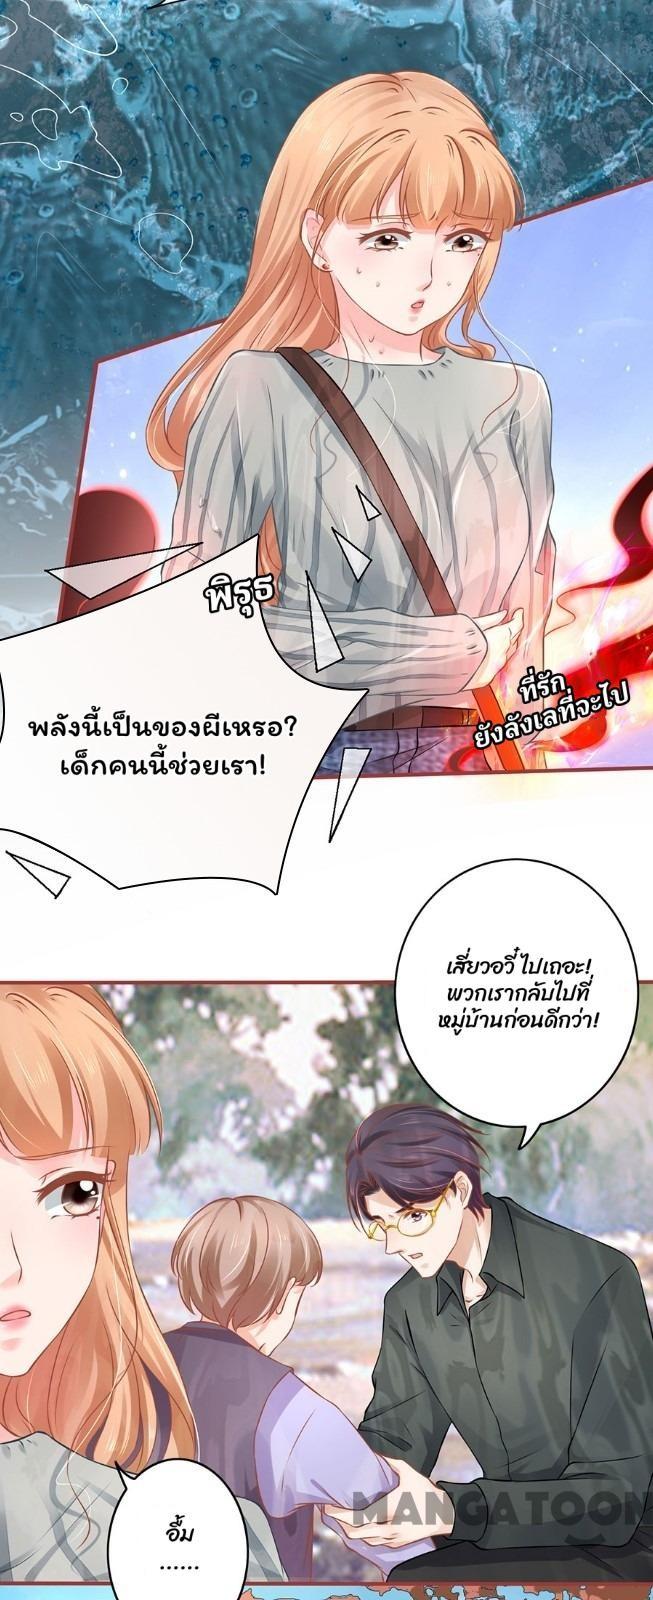 พิรุธ
พลังนี้เป็นของผีเหรอ?
เด็กคนนี้ช่วยเรา!
ที่รัก
ยังลังเลที่จะไป
เสี่ยวอวี๋ ไปเถอะ!
พวกเรากลับไปที่
หมู่บ้านก่อนดีกว่า!
อื้ม
......
MANGATOON